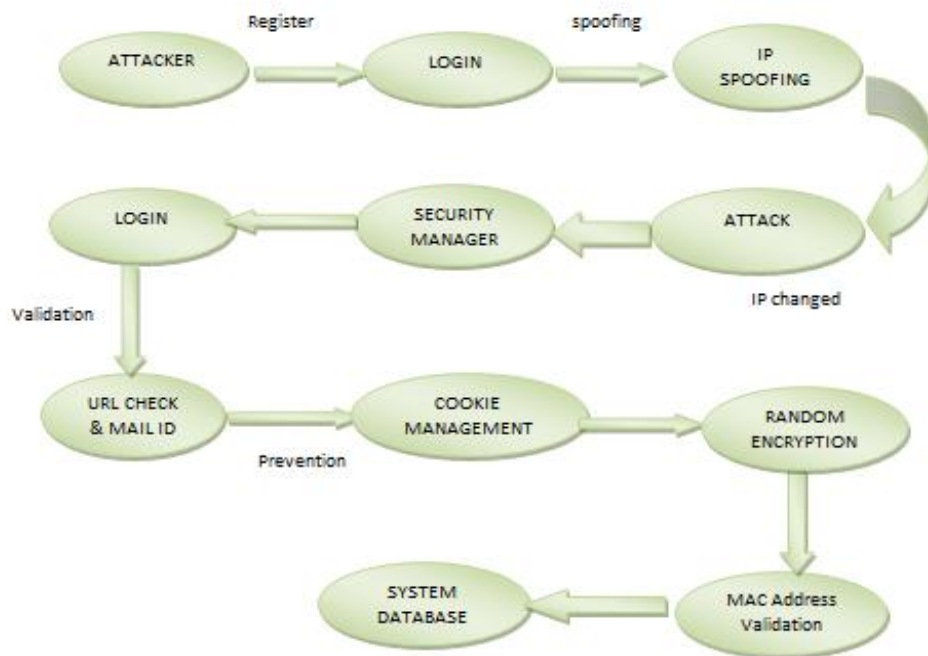 Register
spoofing
ATTACKER
LOGIN
IP
SPOOFING
LOGIN
SECURITY
MANAGER
ATTACK
IP changed
Validation
URL CHECK
& MAIL ID
COOKIE
MANAGEMENT
RANDOM
ENCRYPTION
Prevention
SYSTEM
DATABASE
MAC Address
Validation